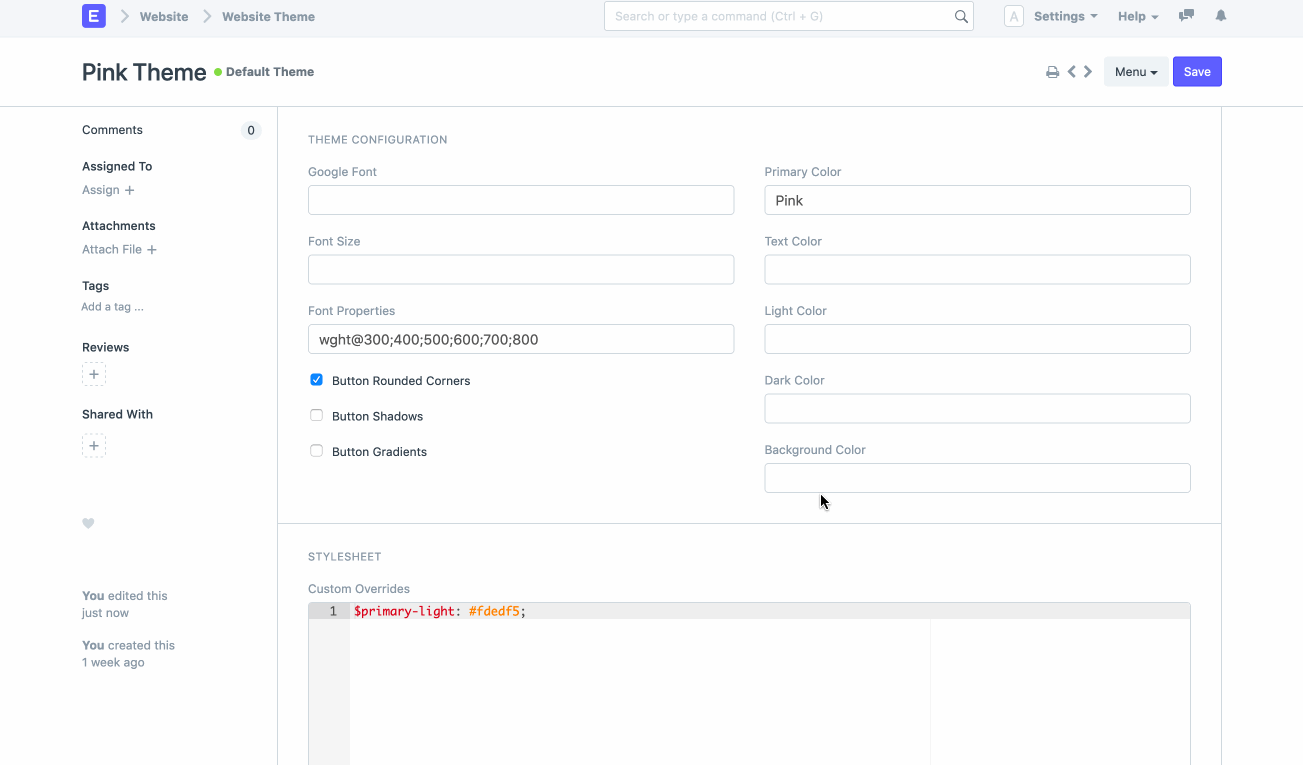 E Website Website Theme Search or type a command (Ctrl + G) A Settings Help
Pink Theme Default Theme Menu Save
Comments 0
Assigned To
Assign +
Attachments
Attach File +
Tags
Add a tag ...
Reviews
+
Shared With
+
You edited this
just now
You created this
1 week ago
THEME CONFIGURATION
Google Font
Font Size
Font Properties
wght@300;400;500;600;700;800
Button Rounded Corners
Button Shadows
Button Gradients
Primary Color
Pink
Text Color
Light Color
Dark Color
Background Color
STYLESHEET
Custom Overrides
1 $primary-light: #fdedf5;